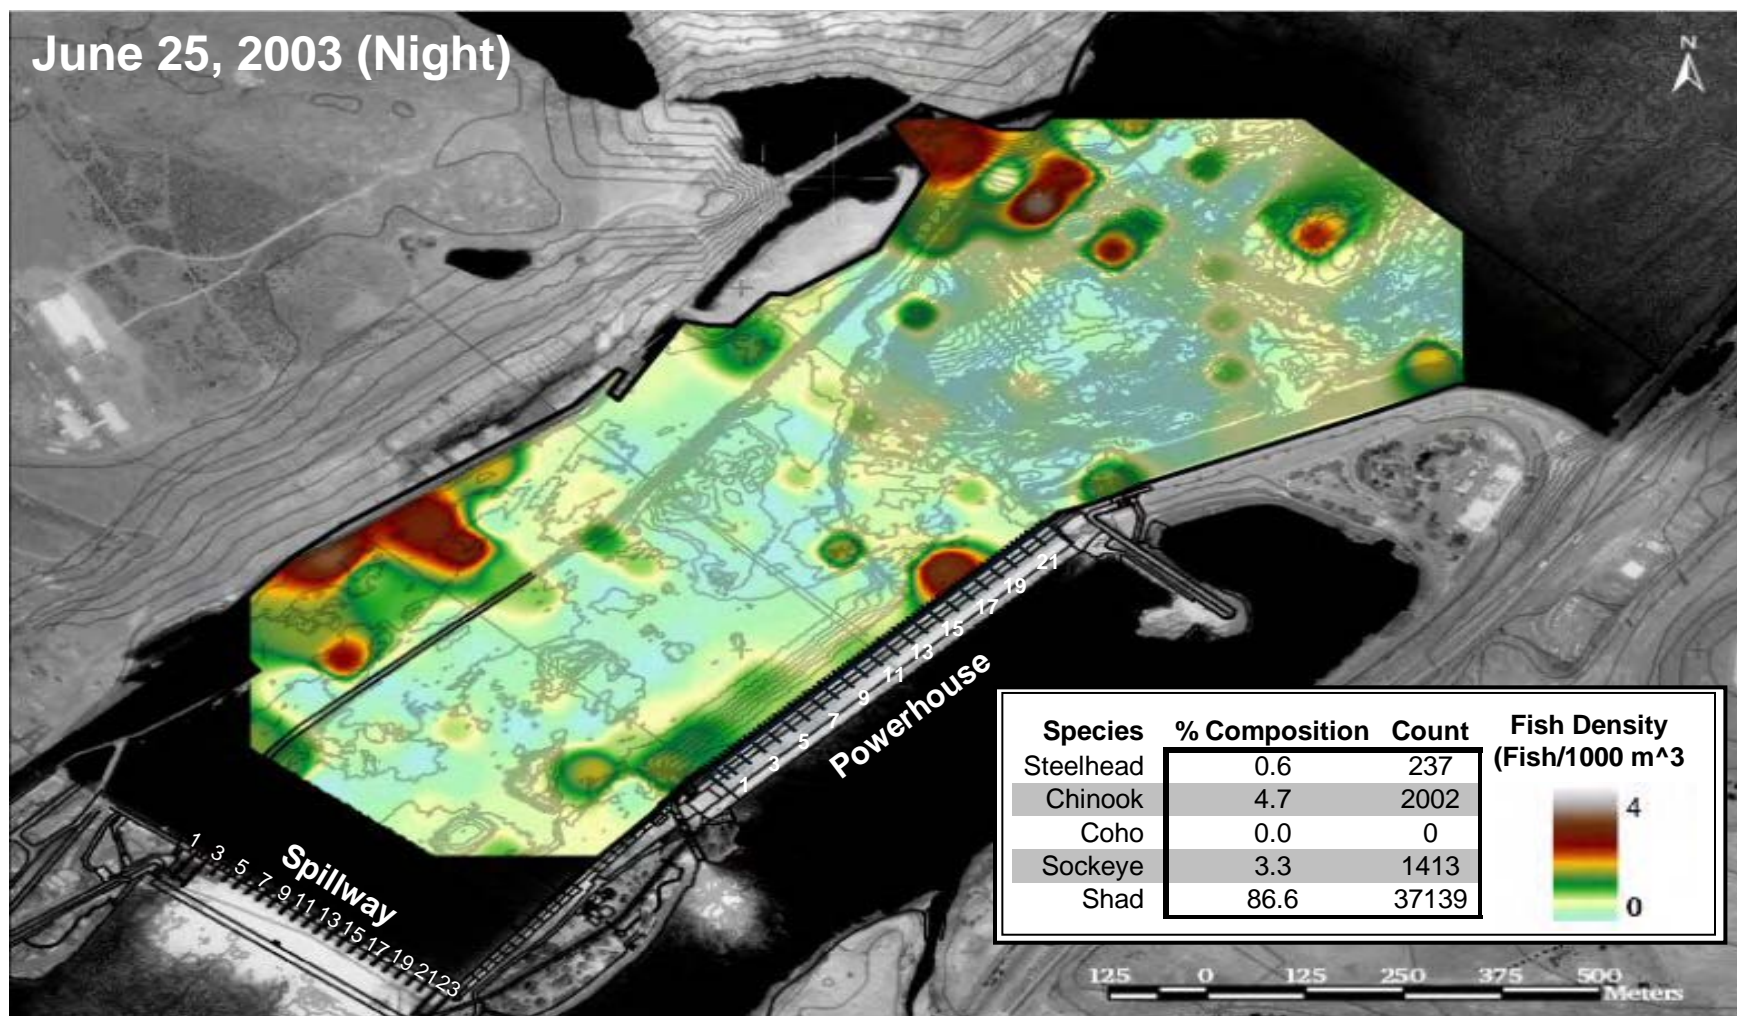 June 25, 2003 (Night)
N
21
19
17
15
13
11
9
7
5
3
1
Powerhouse
Spillway
1 3 5 7 9 11 13 15 17 19 21 23
Species % Composition Count
Steelhead 0.6 237
Chinook 4.7 2002
Coho 0.0 0
Sockeye 3.3 1413
Shad 86.6 37139
Fish Density
(Fish/1000 m^3
4
0
125 0 125 250 375 500
Meters